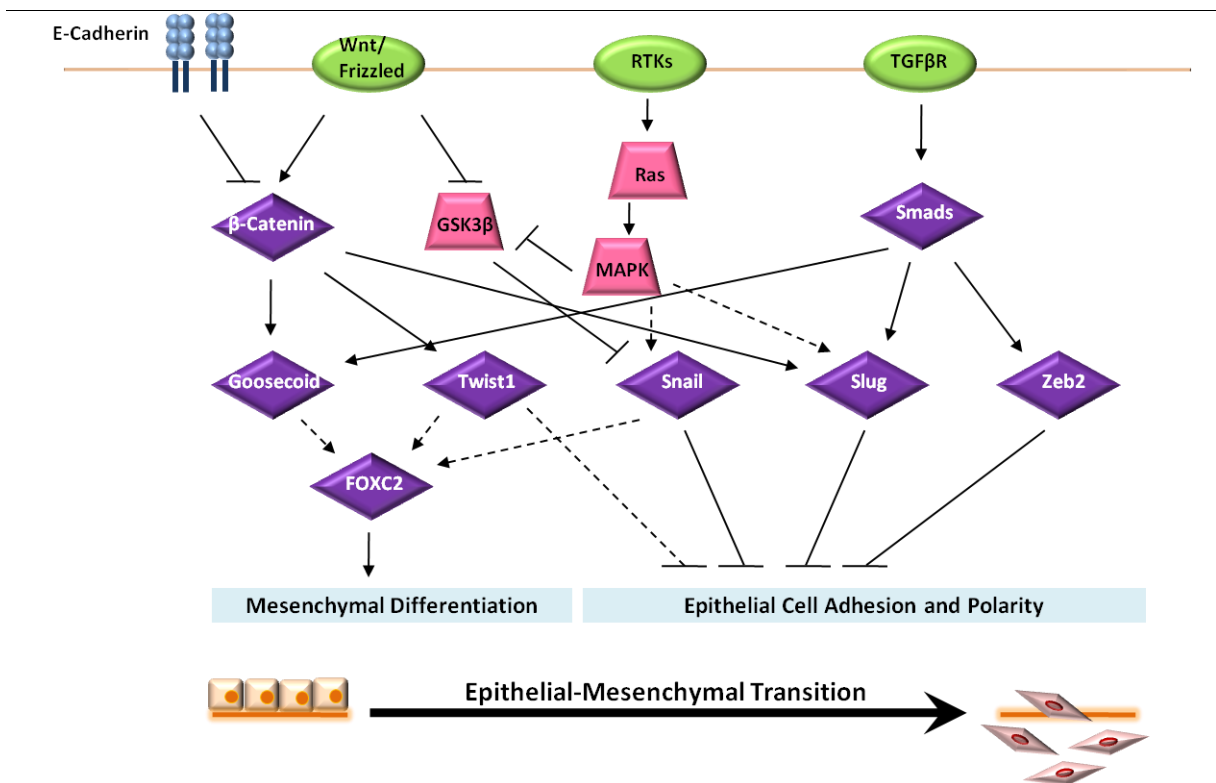 E-Cadherin
Wnt/
Frizzled
RTKs
TGFβR
Ras
β-Catenin
GSK3β
Smads
MAPK
Goosecoid
Twist1
Snail
Slug
Zeb2
FOXC2
Mesenchymal Differentiation
Epithelial Cell Adhesion and Polarity
Epithelial-Mesenchymal Transition